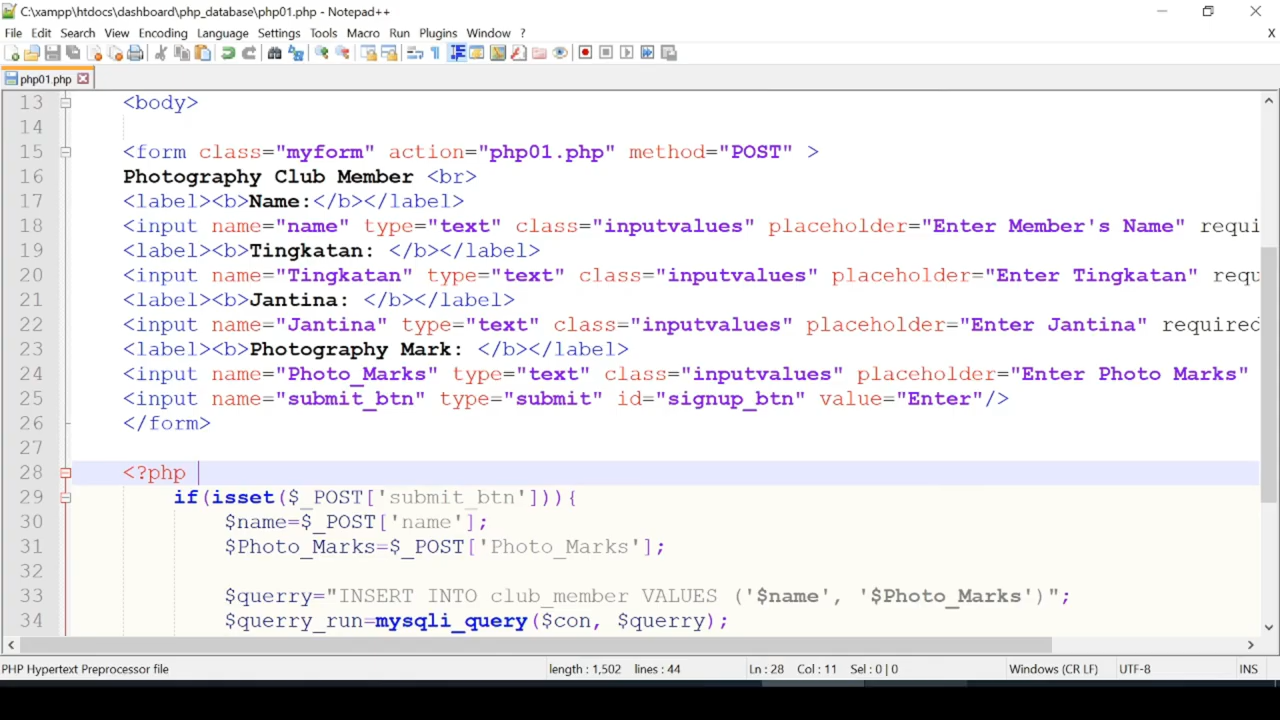 C:\xampp\htdocs\dashboard\php_database\php01.php - Notepad++
File Edit Search View Encoding Language Settings Tools Macro Run Plugins Window ? X
php01.php
13 <body>
14
15 <form class="myform" action="php01.php" method="POST" >
16 Photography Club Member <br>
17 <label><b>Name:</b></label>
18 <input name="name" type="text" class="inputvalues" placeholder="Enter Member's Name" requi
19 <label><b>Tingkatan: </b></label>
20 <input name="Tingkatan" type="text" class="inputvalues" placeholder="Enter Tingkatan" requ
21 <label><b>Jantina: </b></label>
22 <input name="Jantina" type="text" class="inputvalues" placeholder="Enter Jantina" required
23 <label><b>Photography Mark: </b></label>
24 <input name="Photo_Marks" type="text" class="inputvalues" placeholder="Enter Photo Marks"
25 <input name="submit_btn" type="submit" id="signup_btn" value="Enter"/>
26 </form>
27
28 <?php
29 if(isset($_POST['submit_btn'])){
30 $name=$_POST['name'];
31 $Photo_Marks=$_POST['Photo_Marks'];
32
33 $querry="INSERT INTO club_member VALUES ('$name', '$Photo_Marks')";
34 $querry_run=mysqli_query($con, $querry);
PHP Hypertext Preprocessor file length : 1,502 lines : 44 Ln : 28 Col : 11 Sel : 0 | 0 Windows (CR LF) UTF-8 INS